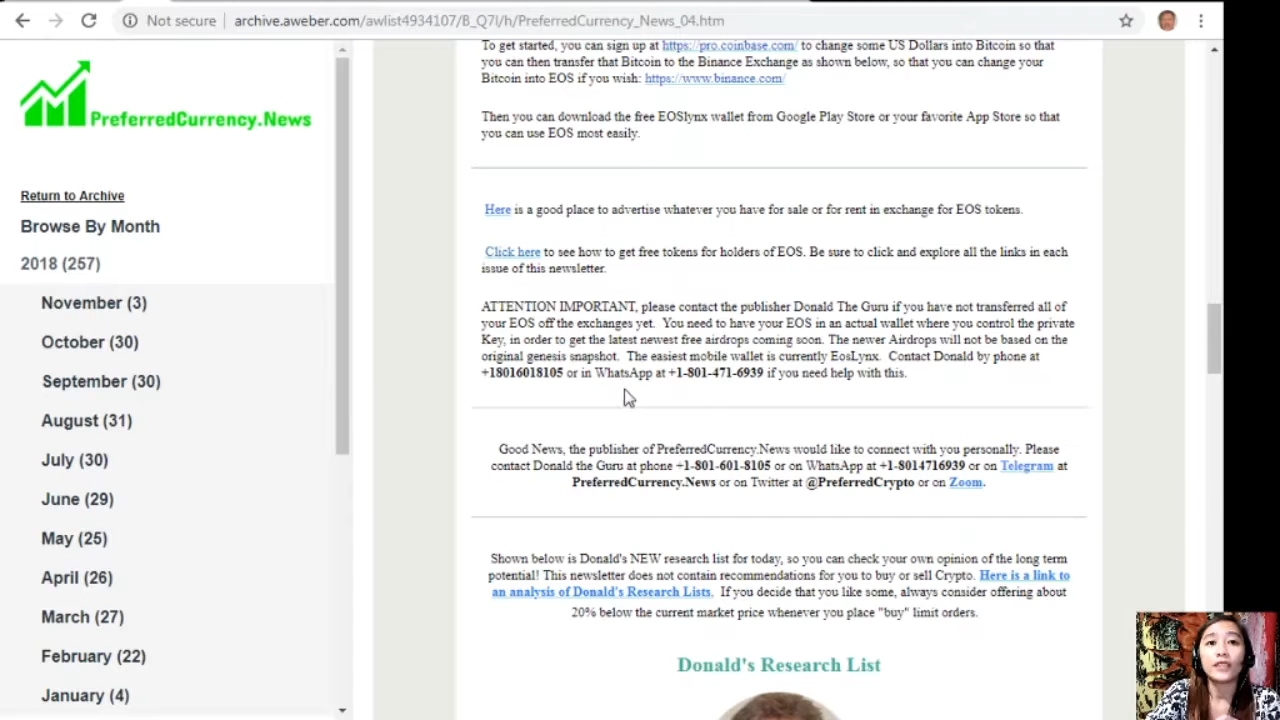 Not secure
archive.aweber.com/awlist4934107/B_Q7l/h/PreferredCurrency_News_04.htm
PreferredCurrency.News
Return to Archive
Browse By Month
2018 (257)
November (3)
October (30)
September (30)
August (31)
July (30)
June (29)
May (25)
April (26)
March (27)
February (22)
January (4)
To get started, you can sign up at https://pro.coinbase.com/ to change some US Dollars into Bitcoin so that
you can then transfer that Bitcoin to the Binance Exchange as shown below, so that you can change your
Bitcoin into EOS if you wish: https://www.binance.com/
Then you can download the free EOSlynx wallet from Google Play Store or your favorite App Store so that
you can use EOS most easily.
Here is a good place to advertise whatever you have for sale or for rent in exchange for EOS tokens.
Click here to see how to get free tokens for holders of EOS. Be sure to click and explore all the links in each
issue of this newsletter.
ATTENTION IMPORTANT, please contact the publisher Donald The Guru if you have not transferred all of
your EOS off the exchanges yet. You need to have your EOS in an actual wallet where you control the private
Key, in order to get the latest newest free airdrops coming soon. The newer Airdrops will not be based on the
original genesis snapshot. The easiest mobile wallet is currently EosLynx. Contact Donald by phone at
+18016018105 or in WhatsApp at +1-801-471-6939 if you need help with this.
Good News, the publisher of PreferredCurrency.News would like to connect with you personally. Please
contact Donald the Guru at phone +1-801-601-8105 or on WhatsApp at +1-8014716939 or on Telegram at
PreferredCurrency.News or on Twitter at @PreferredCrypto or on Zoom.
Shown below is Donald's NEW research list for today, so you can check your own opinion of the long term
potential! This newsletter does not contain recommendations for you to buy or sell Crypto. Here is a link to
an analysis of Donald's Research Lists. If you decide that you like some, always consider offering about
20% below the current market price whenever you place "buy" limit orders.
Donald's Research List